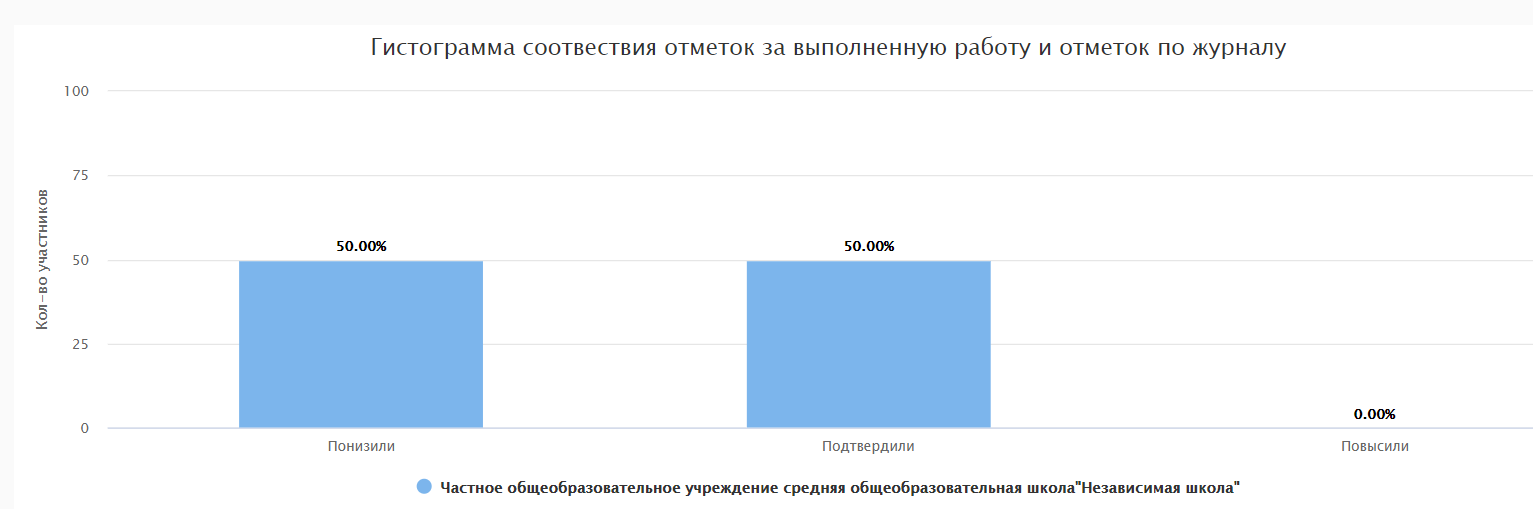 Гистограмма соотвествия отметок за выполненную работу и отметок по журналу
100
75
50
25
0
Кол-во участников
50.00%
50.00%
0.00%
Понизили
Подтвердили
Повысили
Частное общеобразовательное учреждение средняя общеобразовательная школа"Независимая школа"